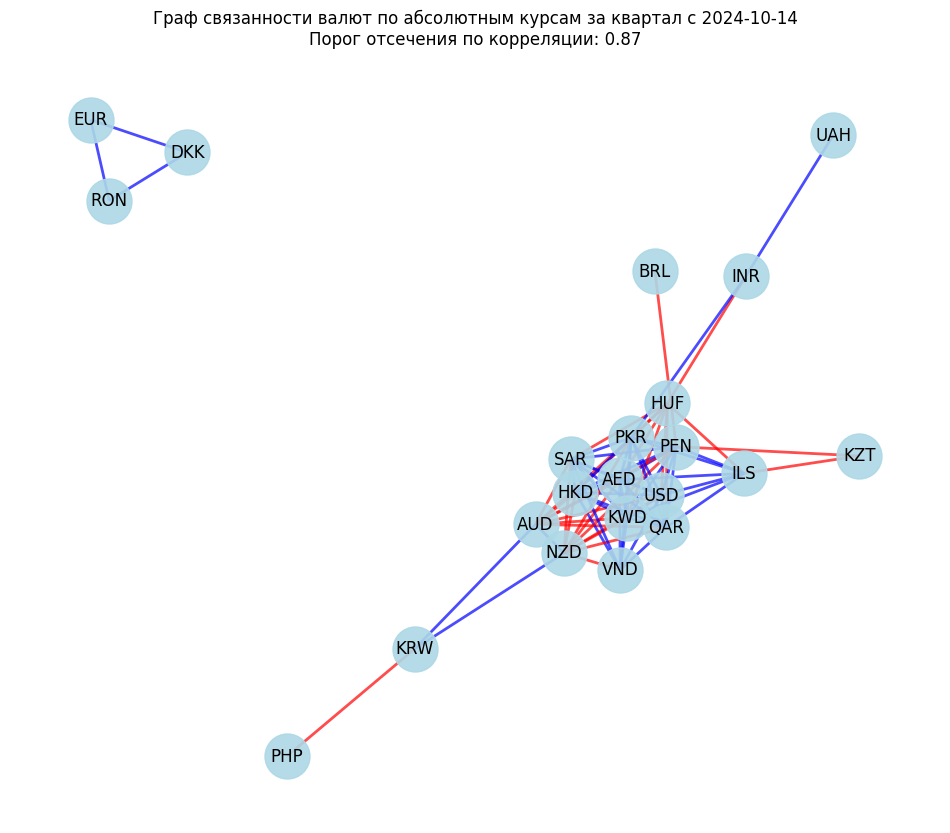 Граф связанности валют по абсолютным курсам за квартал с 2024-10-14
Порог отсечения по корреляции: 0.87
EUR
UAH
DKK
RON
BRL
INR
HUF
PKR
PEN
KZT
SAR
ILS
AED
HKD
USD
KWD
AUD
QAR
NZD
VND
KRW
PHP